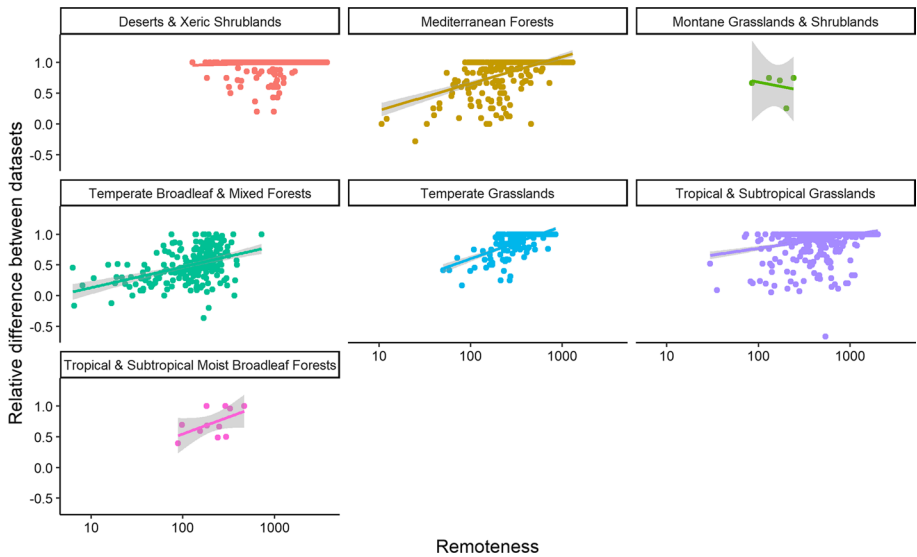 Deserts & Xeric Shrublands
Mediterranean Forests
Montane Grasslands & Shrublands
1.0
0.5
0.0
-0.5
Temperate Broadleaf & Mixed Forests
Temperate Grasslands
Tropical & Subtropical Grasslands
1.0
0.5
0.0
-0.5
10
100
1000
10
100
1000
Tropical & Subtropical Moist Broadleaf Forests
1.0
0.5
0.0
-0.5
10
100
1000
Relative difference between datasets
Remoteness